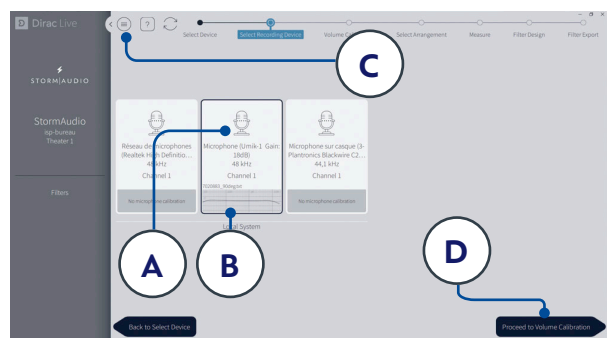 D Dirac Live
?
Select Device
Select Recording Device
Volume Ca
Select Arrangement
Measure
Filter Design
Filter Export
C
STORM|AUDIO
StormAudio
isp-bureau
Theater 1
Filters
Réseau de microphones
(Realtek High Definitio...
48 kHz
Channel 1
No microphone calibration
Microphone (Umik-1 Gain:
18dB)
48 kHz
Channel 1
Microphone sur casque (3-
Plantronics Blackwire C2...
44,1 kHz
Channel 1
No microphone calibration
Local System
A
B
D
Back to Select Device
Proceed to Volume
Calibration